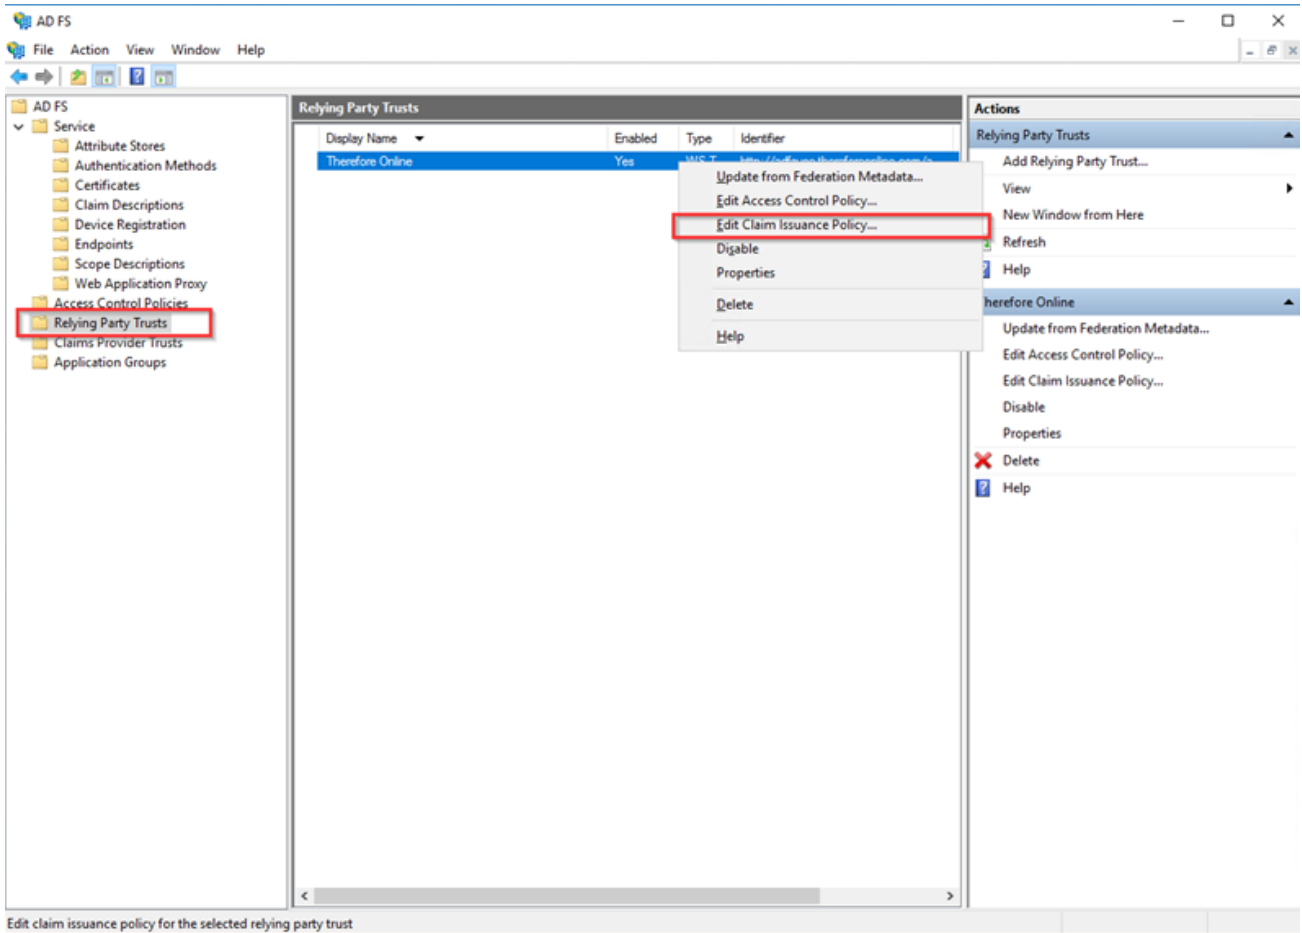 AD FS
File Action View Window Help
AD FS
Service
Attribute Stores
Authentication Methods
Certificates
Claim Descriptions
Device Registration
Endpoints
Scope Descriptions
Web Application Proxy
Access Control Policies
Relying Party Trusts
Claims Provider Trusts
Application Groups
Relying Party Trusts
Display Name Enabled Type Identifier
Therefore Online Yes
Update from Federation Metadata...
Edit Access Control Policy...
Edit Claim Issuance Policy...
Disable
Properties
Delete
Help
Actions
Relying Party Trusts
Add Relying Party Trust...
View
New Window from Here
Refresh
Help
herefore Online
Update from Federation Metadata...
Edit Access Control Policy...
Edit Claim Issuance Policy...
Disable
Properties
Delete
Help
Edit claim issuance policy for the selected relying party trust